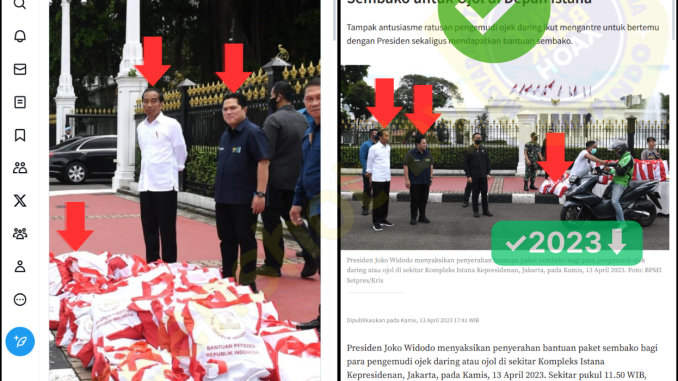 BANTUAN PRESIDEN
REPUBLIK INDONESIA
Sembako untuk Ojol di Depan Istana
Tampak antusiasme ratusan pengemudi ojek daring ikut mengantre untuk bertemu
dengan Presiden sekaligus mendapatkan bantuan sembako.
HOAX
2023
Presiden Joko Widodo menyaksikan penyerahan bantuan paket sembako bagi para pengemudi ojek
daring atau ojol di sekitar Kompleks Istana Kepresidenan, Jakarta, pada Kamis, 13 April 2023. Foto: BPMI
Setpres/Kris
Dipublikasikan pada Kamis, 13 April 2023 17:41 WIB
Presiden Joko Widodo menyaksikan penyerahan bantuan paket sembako bagi
para pengemudi ojek daring atau ojol di sekitar Kompleks Istana
Kepresidenan, Jakarta, pada Kamis, 13 April 2023. Sekitar pukul 11.50 WIB,